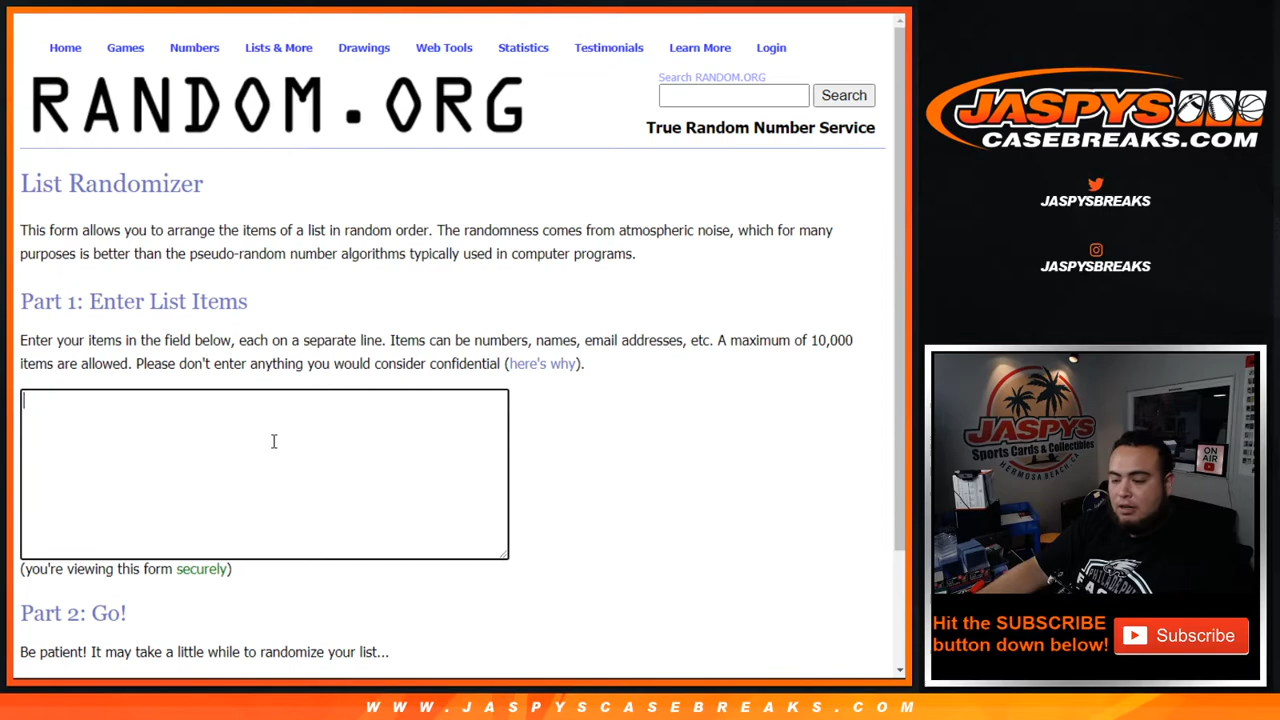 Home Games Numbers Lists & More Drawings Web Tools Statistics Testimonials Learn More Login
RANDOM.ORG
Search RANDOM.ORG
Search
True Random Number Service
List Randomizer
This form allows you to arrange the items of a list in random order. The randomness comes from atmospheric noise, which for many
purposes is better than the pseudo-random number algorithms typically used in computer programs.
Part 1: Enter List Items
Enter your items in the field below, each on a separate line. Items can be numbers, names, email addresses, etc. A maximum of 10,000
items are allowed. Please don't enter anything you would consider confidential (here's why).
(you're viewing this form securely)
Part 2: Go!
Be patient! It may take a little while to randomize your list...
JASPYS
CASEBREAKS.COM
JASPYSBREAKS
JASPYSBREAKS
JASPYS
Sports Cards & Collectibles
HERMOSA BEACH, CA
ON
AIR
PHILADELPHIA
Hit the SUBSCRIBE
button down below!
Subscribe
WWW.JASPYSCASEBREAKS.COM